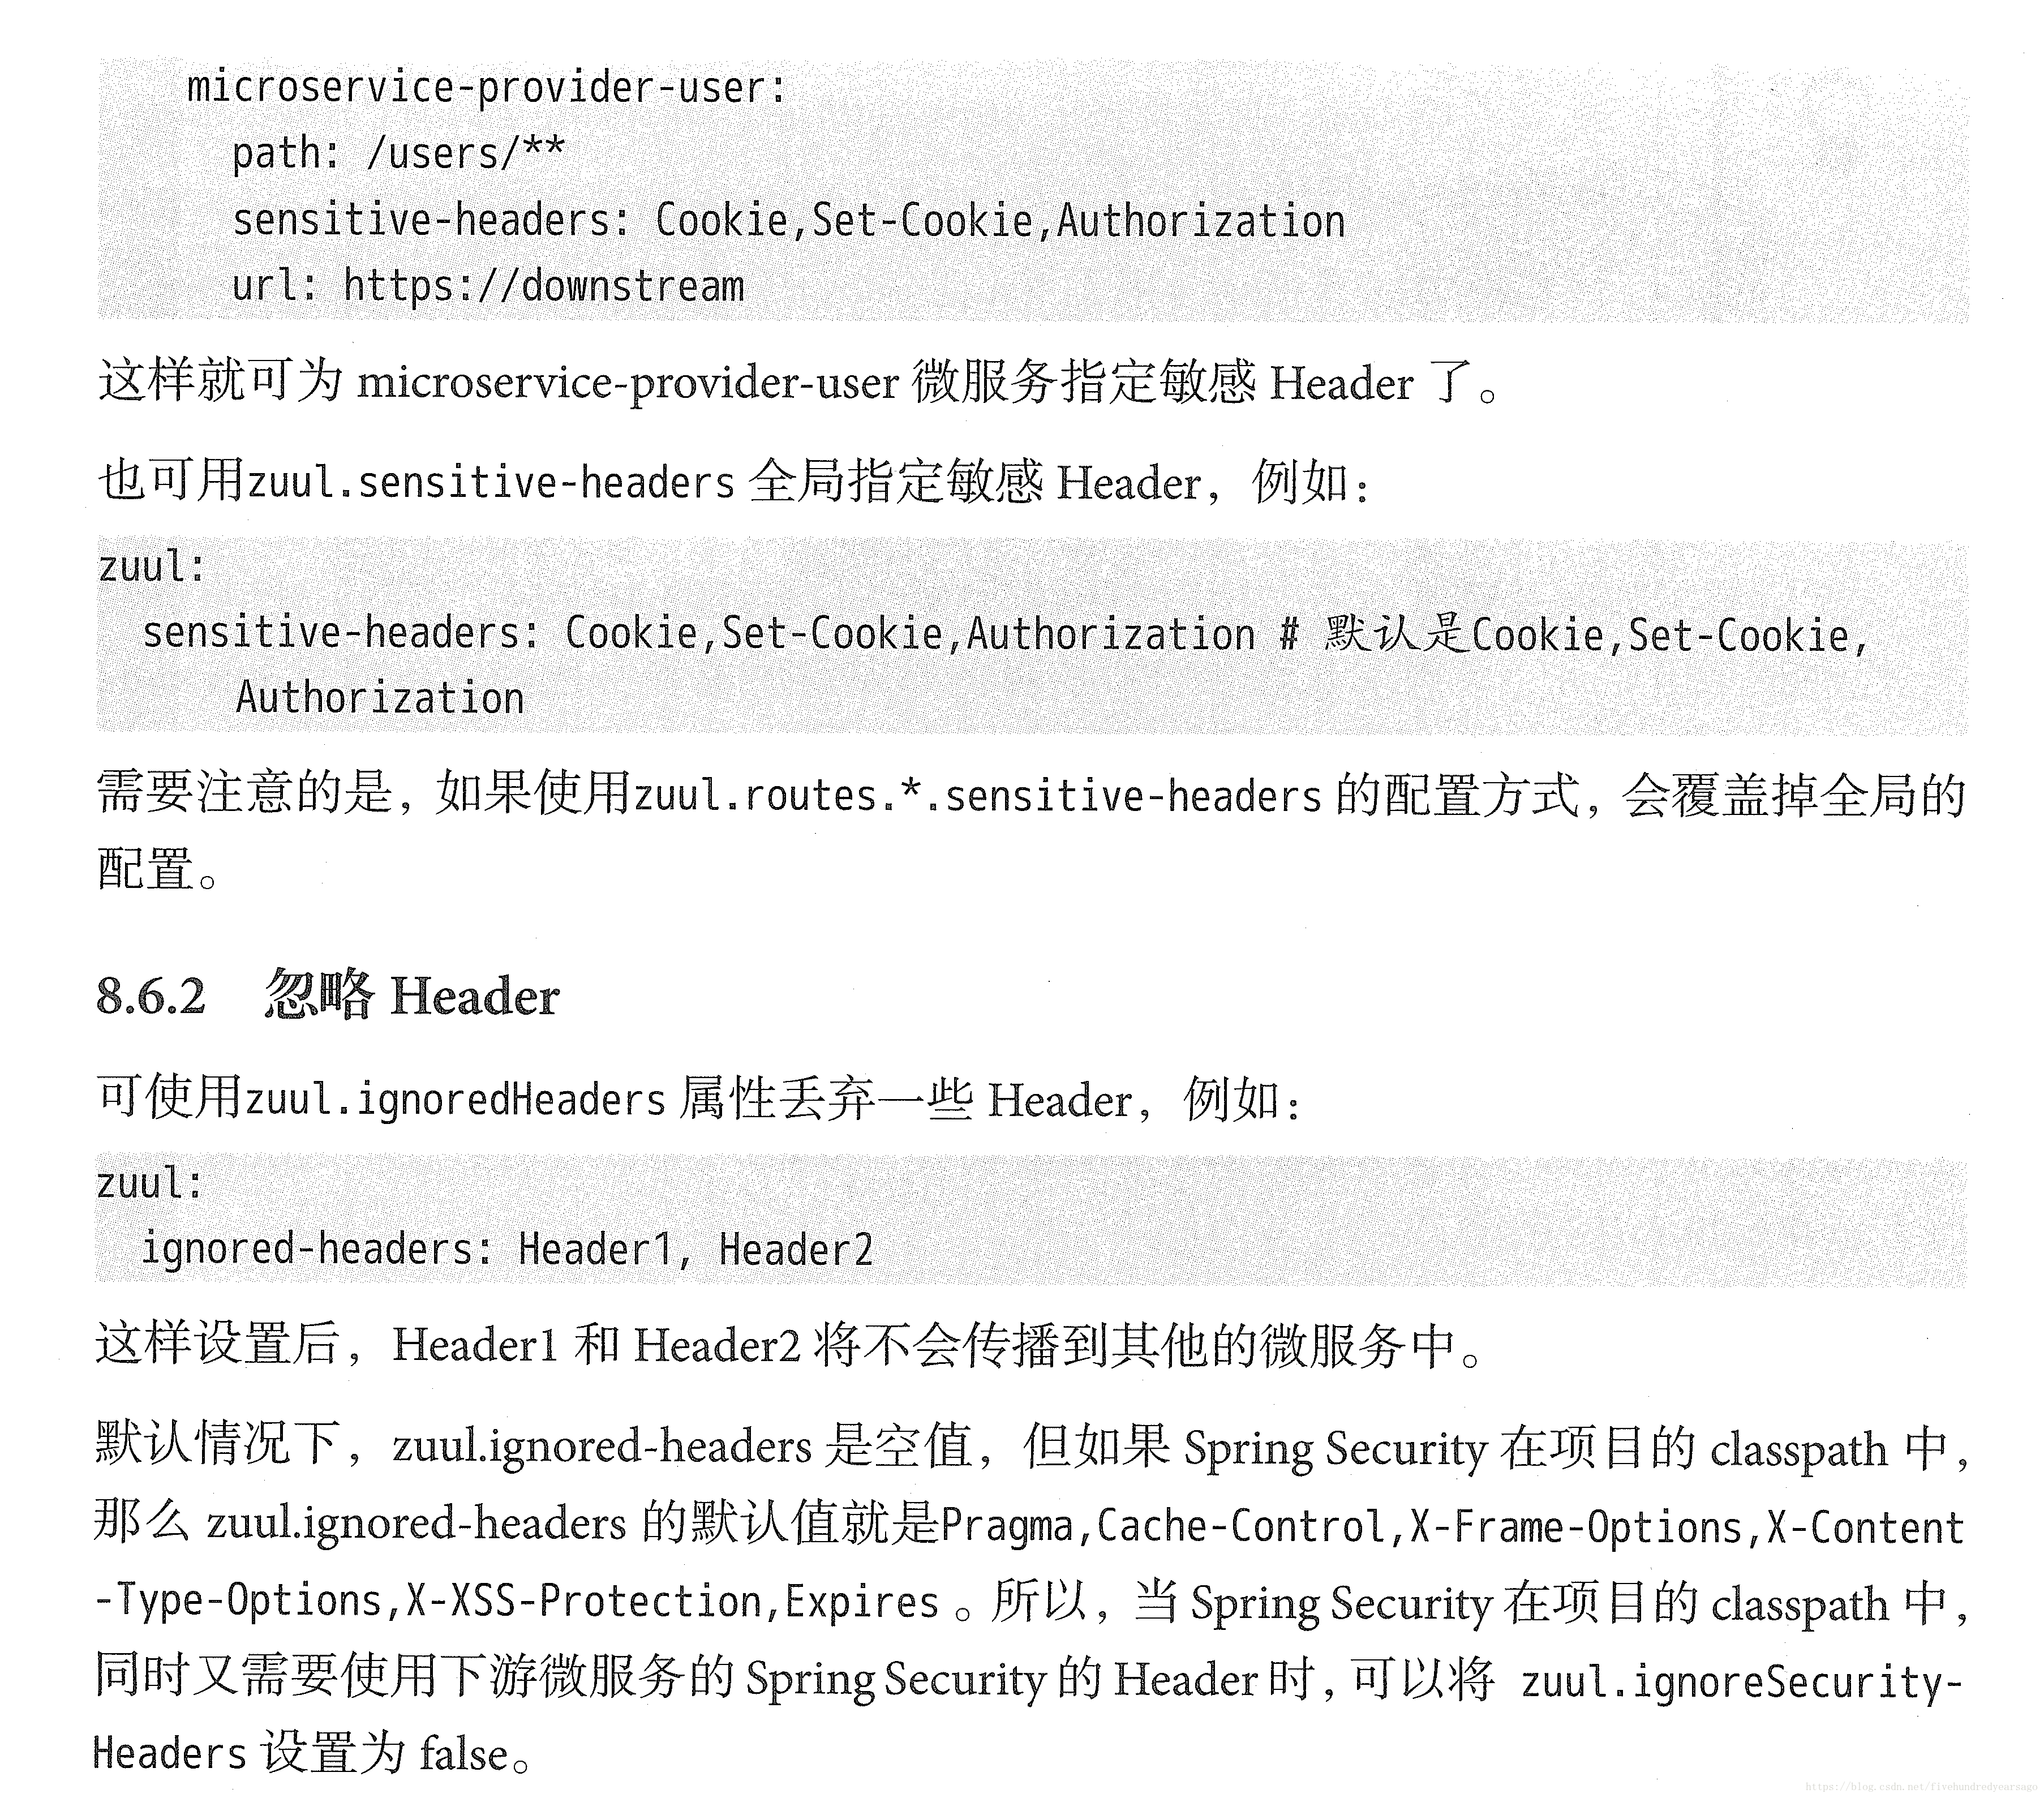 microservice-provider-user:
path: /users/**
sensitive-headers: Cookie,Set-Cookie,Authorization
url: https://downstream
这样就可为 microservice-provider-user 微服务指定敏感 Header 了。
也可用zuul.sensitive-headers 全局指定敏感 Header，例如：
zuul:
sensitive-headers: Cookie,Set-Cookie,Authorization # 默认是Cookie,Set-Cookie,
Authorization
需要注意的是，如果使用zuul.routes.*.sensitive-headers 的配置方式，会覆盖掉全局的
配置。
8.6.2 忽略 Header
可使用zuul.ignoredHeaders 属性丢弃一些 Header，例如：
zuul:
ignored-headers: Header1, Header2
这样设置后，Header1 和 Header2 将不会传播到其他的微服务中。
默认情况下，zuul.ignored-headers 是空值，但如果 Spring Security 在项目的 classpath 中，
那么 zuul.ignored-headers 的默认值就是Pragma,Cache-Control,X-Frame-Options,X-Content
-Type-Options,X-XSS-Protection,Expires 。所以，当 Spring Security 在项目的 classpath 中，
同时又需要使用下游微服务的 Spring Security 的 Header 时，可以将 zuul.ignoreSecurity-
Headers 设置为 false。
https://blog.csdn.net/fivehundredyearsago